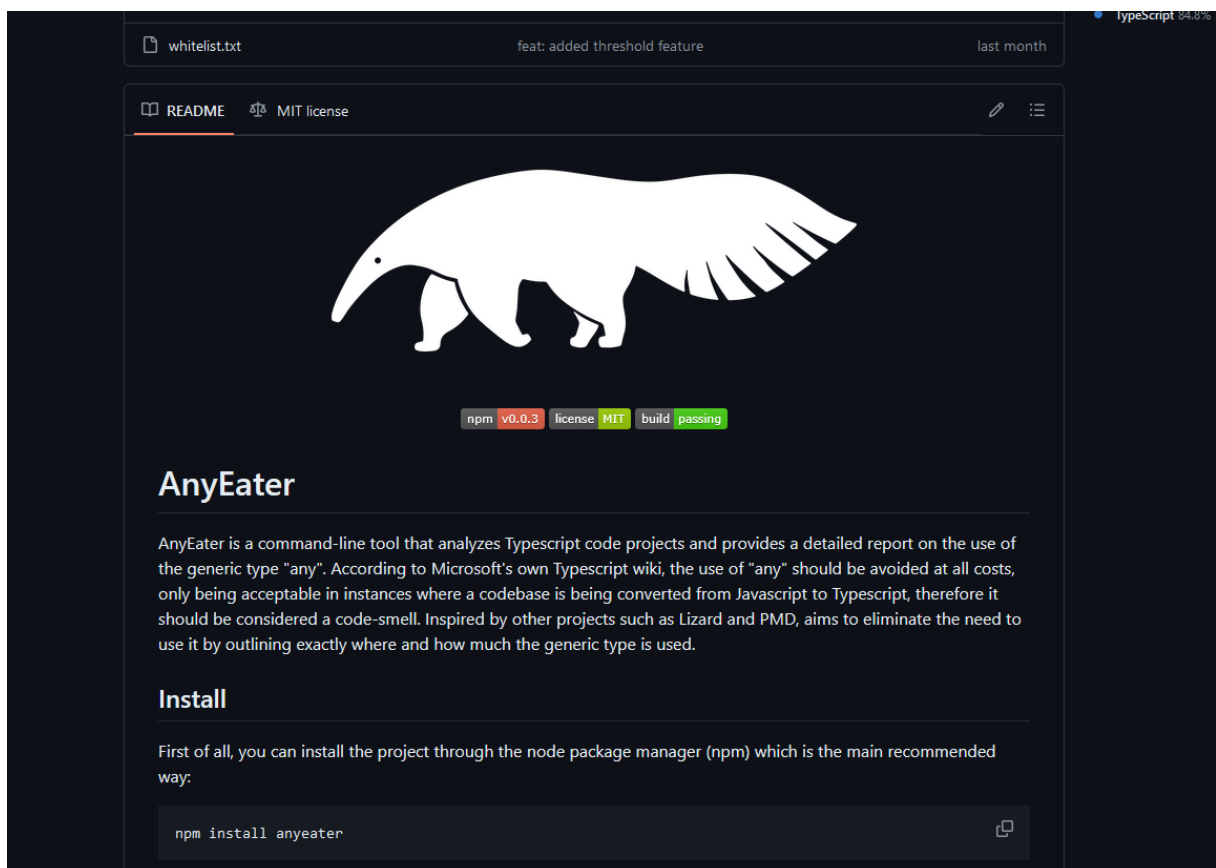 TypeScript 84.8%
whitelist.txt feat: added threshold feature last month
README MIT license
npm v0.0.3 license MIT build passing
AnyEater
AnyEater is a command-line tool that analyzes Typescript code projects and provides a detailed report on the use of
the generic type "any". According to Microsoft's own Typescript wiki, the use of "any" should be avoided at all costs,
only being acceptable in instances where a codebase is being converted from Javascript to Typescript, therefore it
should be considered a code-smell. Inspired by other projects such as Lizard and PMD, aims to eliminate the need to
use it by outlining exactly where and how much the generic type is used.
Install
First of all, you can install the project through the node package manager (npm) which is the main recommended
way:
npm install anyeater